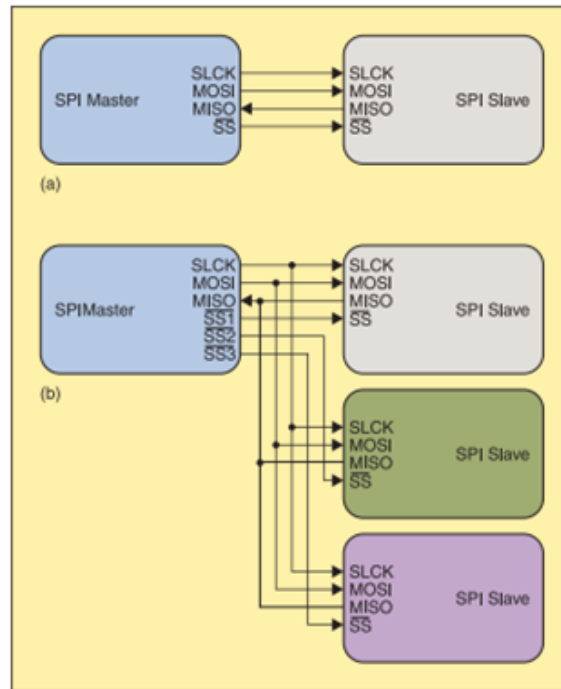 SLCK
MOSI
MISO
SS
SPI Master
SLCK
MOSI
MISO
SS
SPI Slave
(a)
SLCK
MOSI
MISO
SS1
SS2
SS3
SPIMaster
SLCK
MOSI
MISO
SS
SPI Slave
(b)
SLCK
MOSI
MISO
SS
SPI Slave
SLCK
MOSI
MISO
SS
SPI Slave